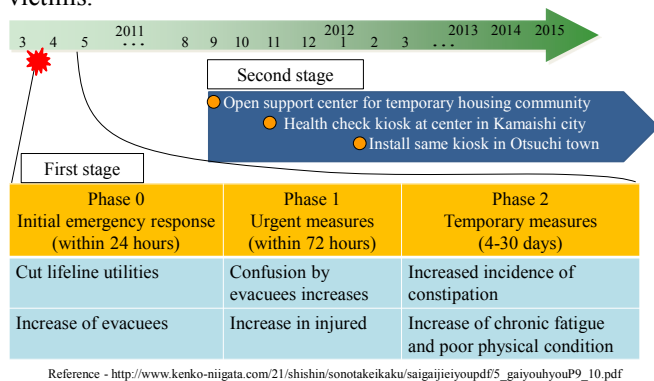 victims.
2011 2012 2013 2014 2015
3 4 5 ... 8 9 10 11 12 1 2 3 ...
Second stage
Open support center for temporary housing community
Health check kiosk at center in Kamaishi city
Install same kiosk in Otsuchi town
First stage
Phase 0 Phase 1 Phase 2
Initial emergency response Urgent measures Temporary measures
(within 24 hours) (within 72 hours) (4-30 days)
Cut lifeline utilities Confusion by Increased incidence of
evacuees increases constipation
Increase of evacuees Increase in injured Increase of chronic fatigue
and poor physical condition
Reference - http://www.kenko-niigata.com/21/shishin/sonotakeikaku/saigaijieiyoupdf/5_gaiyouhyouP9_10.pdf